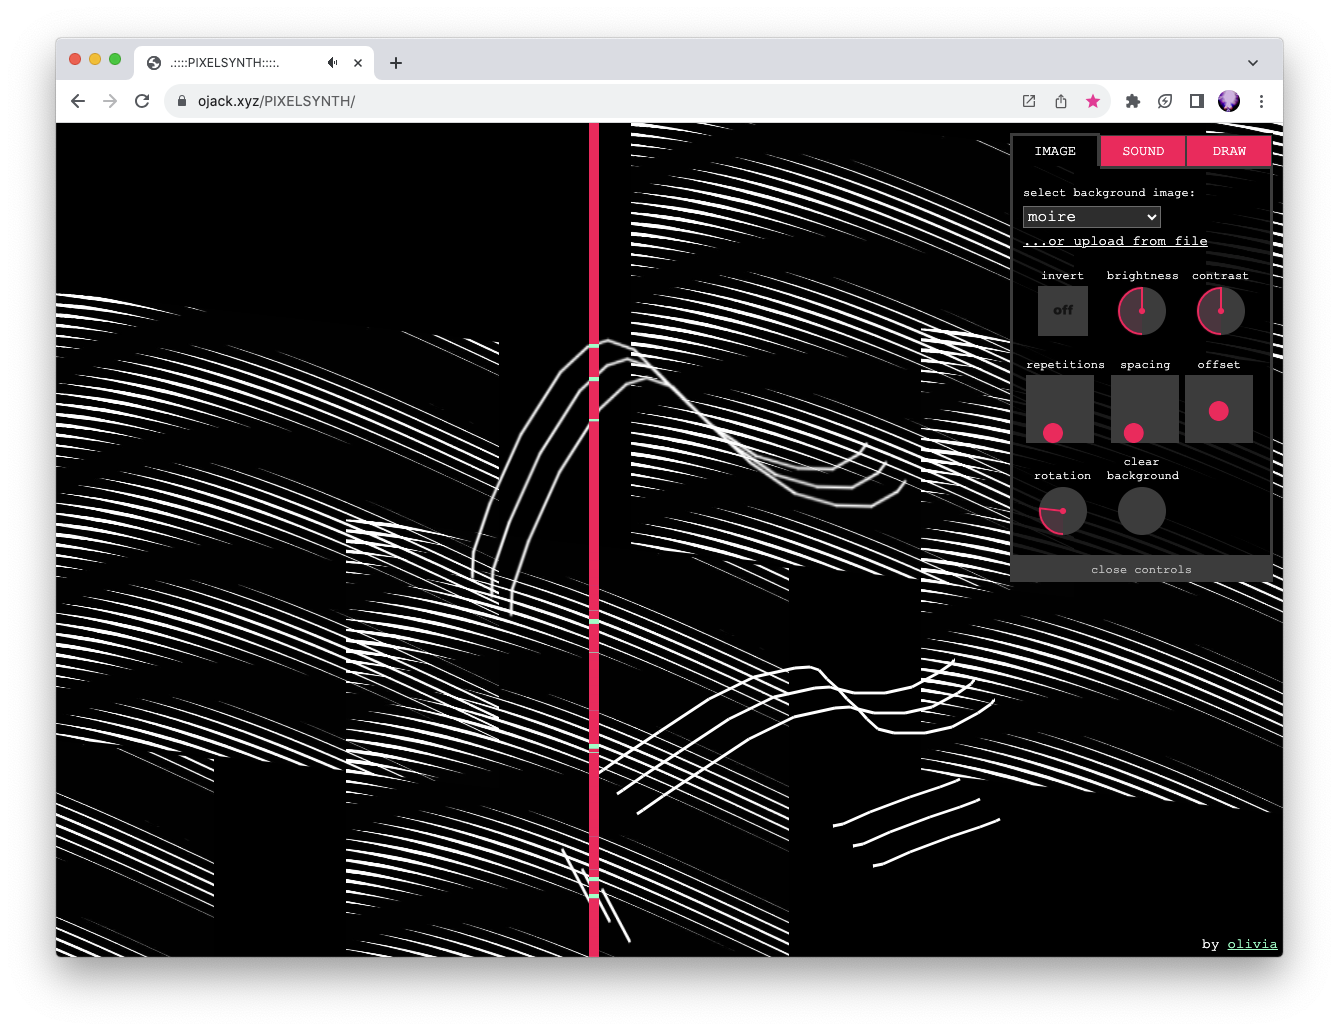 .::::PIXELSYNTH::::.
ojack.xyz/PIXELSYNTH/
IMAGE SOUND DRAW
select background image:
moire
...or upload from file
invert brightness contrast
off
repetitions spacing offset
rotation clear background
close controls
by olivia